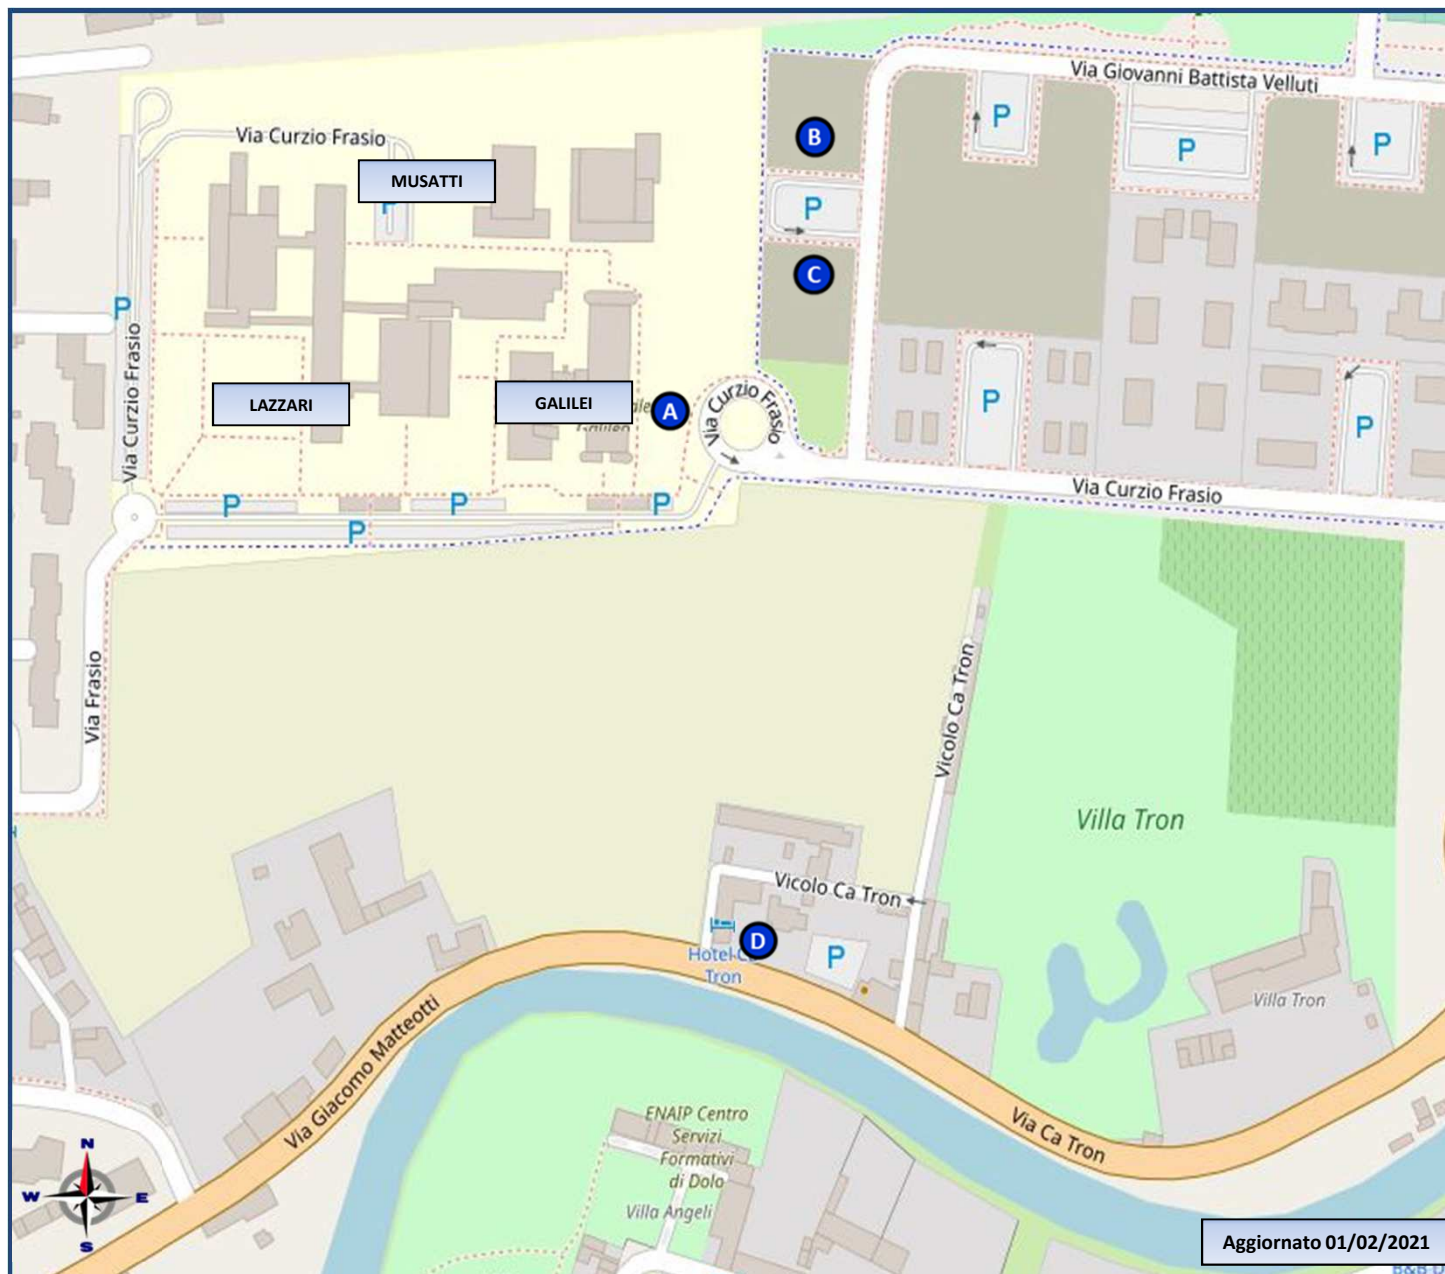 Via Giovanni Battista Velluti
P
P
P
B
Via Curzio Frasio
MUSATTI
P
P
C
P
Via Curzio Frasio
LAZZARI
GALILEI
A
Via Curzio Frasio
P
P
Via Curzio Frasio
P
P
P
P
Via Frasio
Vicolo Ca Tron
Villa Tron
Vicolo Ca Tron
D
Hotel Ca
Tron
P
Villa Tron
Via Giacomo Matteotti
Via Ca Tron
ENAIP Centro
Servizi
Formativi
di Dolo
Villa Angeli
N
W
E
S
Aggiornato 01/02/2021